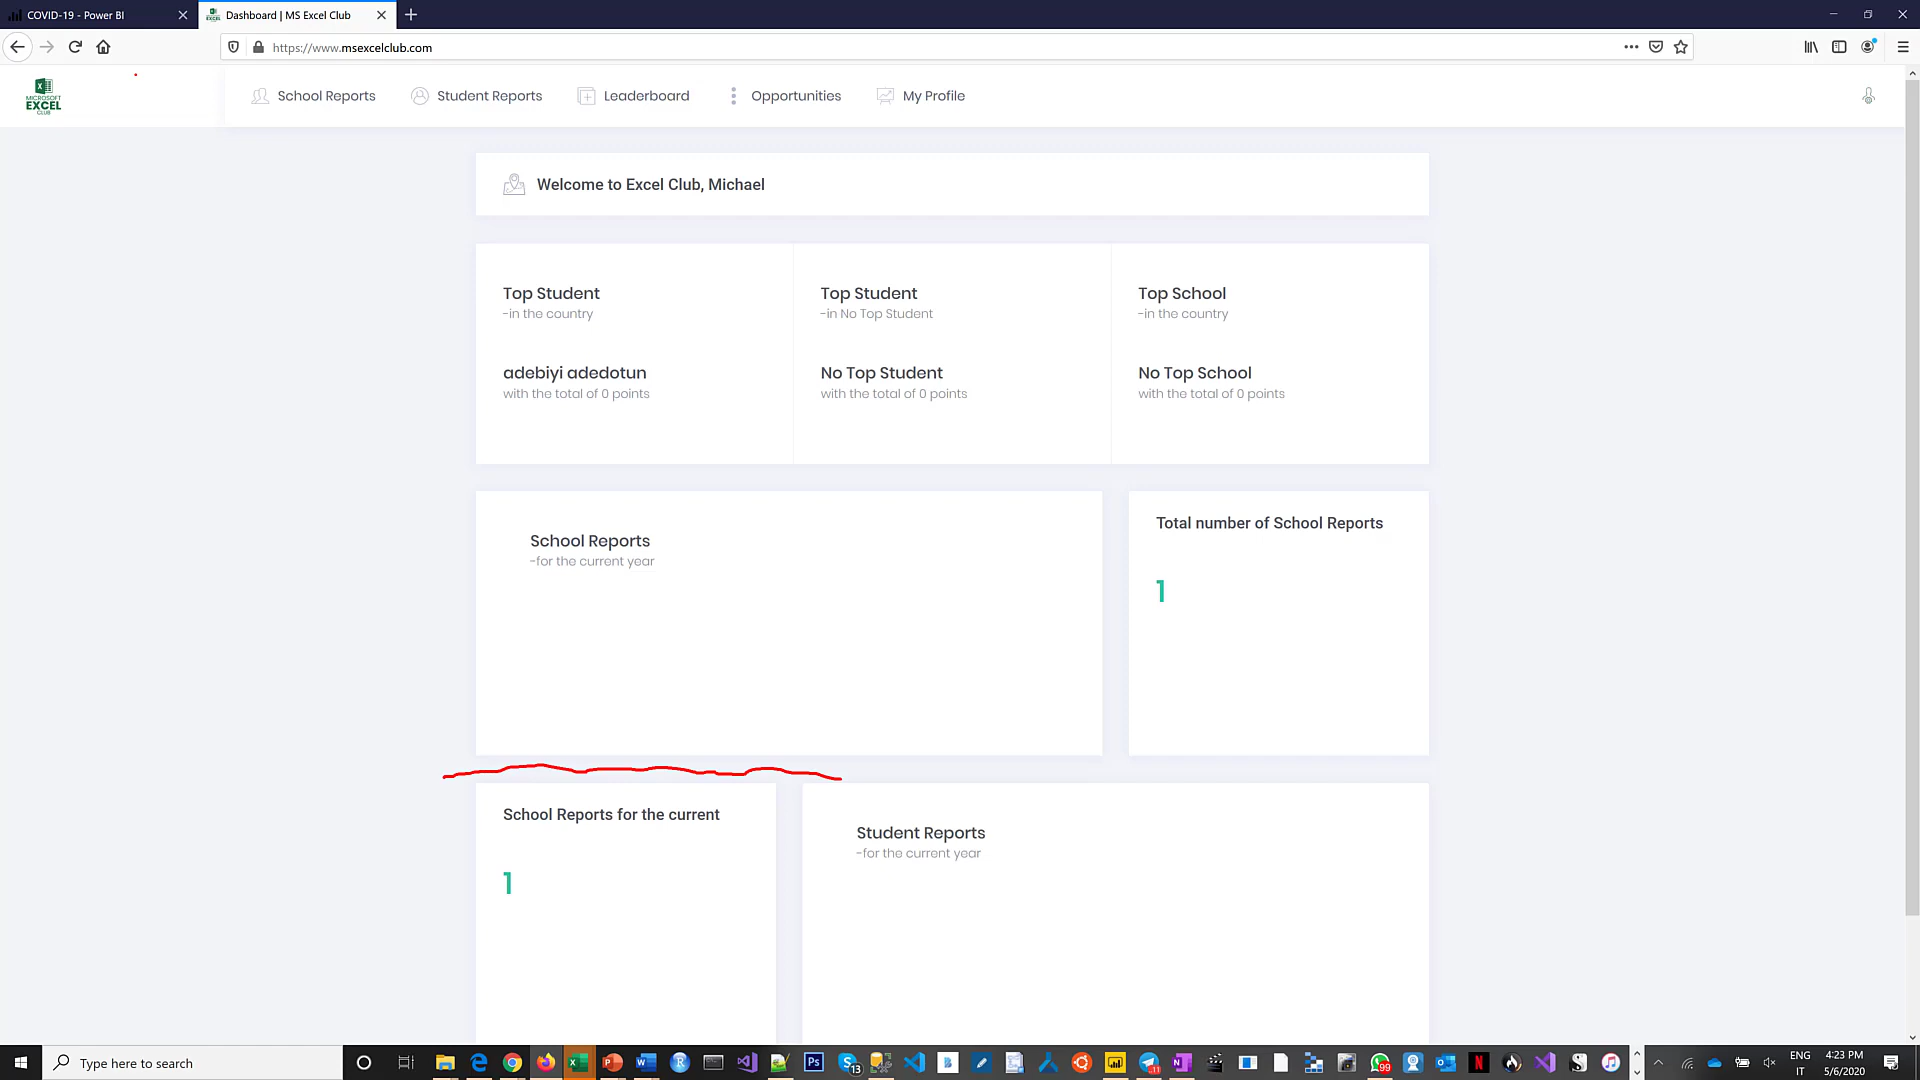 COVID-19 - Power BI
Dashboard | MS Excel Club
https://www.msexcelclub.com
MICROSOFT
EXCEL
CLUB
School Reports
Student Reports
Leaderboard
Opportunities
My Profile
Welcome to Excel Club, Michael
Top Student
-in the country
adebiyi adedotun
with the total of 0 points
Top Student
-in No Top Student
No Top Student
with the total of 0 points
Top School
-in the country
No Top School
with the total of 0 points
School Reports
-for the current year
Total number of School Reports
1
School Reports for the current
1
Student Reports
-for the current year
Type here to search
13
11
99
ENG
IT
4:23 PM
5/6/2020